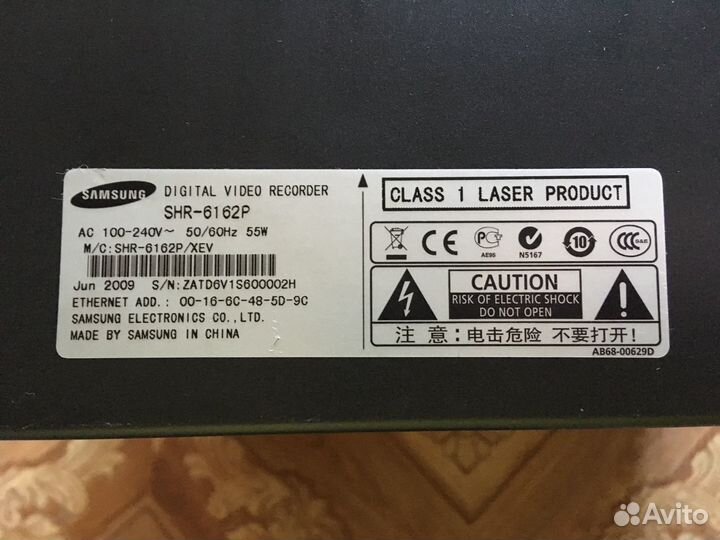 SAMSUNG DIGITAL VIDEO RECORDER
SHR-6162P
AC 100-240V~ 50/60Hz 55W
M/C:SHR-6162P/XEV
Jun 2009 S/N:ZATD6V1S600002H
ETHERNET ADD.: 00-16-6C-48-5D-9C
SAMSUNG ELECTRONICS CO.,LTD.
MADE BY SAMSUNG IN CHINA
CLASS 1 LASER PRODUCT
AE95 N5167 10
CAUTION
RISK OF ELECTRIC SHOCK
DO NOT OPEN
注 意:电击危险 不要打开!
AB68-00629D
Avito